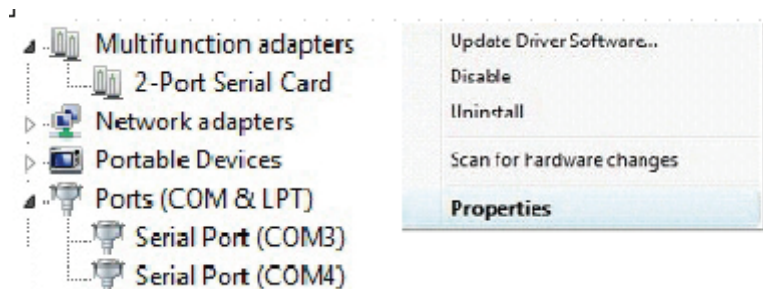 Multifunction adapters
2-Port Serial Card
Network adapters
Portable Devices
Ports (COM & LPT)
Serial Port (COM3)
Serial Port (COM4)
Update Driver Software...
Disable
Uninstall
Scan for hardware changes
Properties